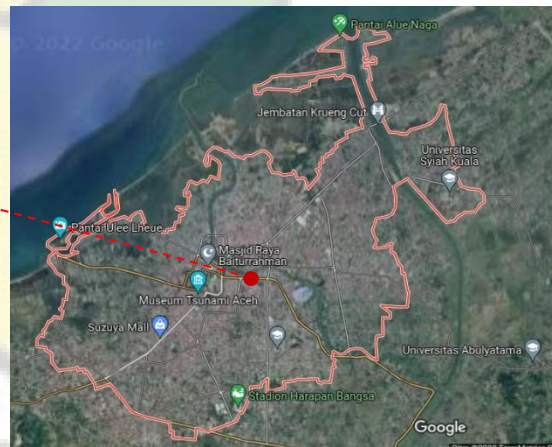 © 2022 Google
Pantai Alue Naga
Jembatan Krueng Cut
Universitas
Syiah Kuala
Pantai Ulee Lheue
Masjid Raya
Baiturrahman
Museum Tsunami Aceh
Suzuya Mall
Universitas Abulyatama
Stadion Harapan Bangsa
Google